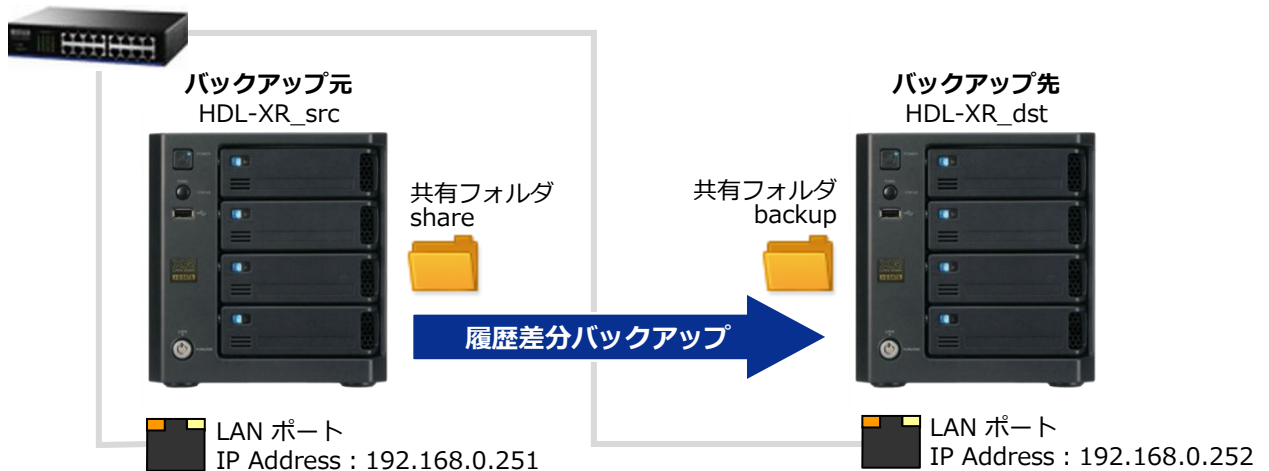 バックアップ元
HDL-XR_src
バックアップ先
HDL-XR_dst
共有フォルダ
share
共有フォルダ
backup
履歴差分バックアップ
LAN ポート
IP Address：192.168.0.251
LAN ポート
IP Address：192.168.0.252